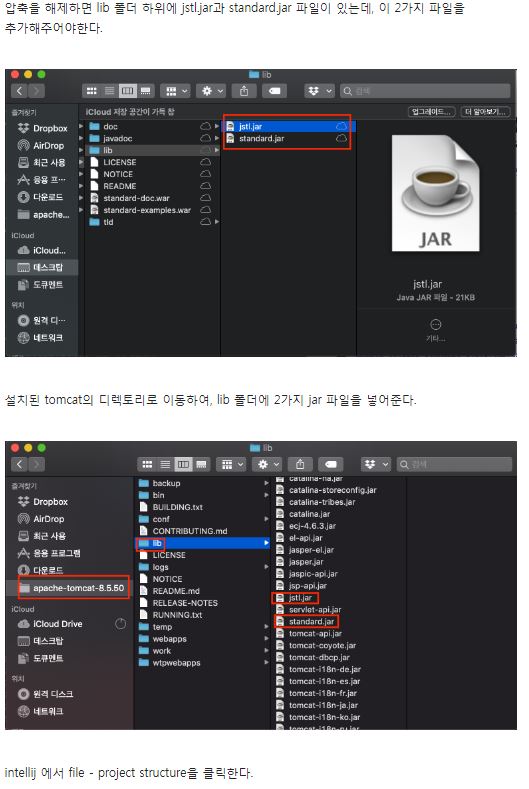 압축을 해제하면 lib 폴더 하위에 jstl.jar과 standard.jar 파일이 있는데, 이 2가지 파일을
추가해주어야한다.
lib
검색
즐겨찾기
Dropbox
AirDrop
최근 사용
응용 프…
다운로드
apache...
iCloud
iCloud...
데스크탑
도큐멘트
위치
원격 디…
네트워크
iCloud 저장 공간이 가득 참
업그레이드...
더 알아보기...
doc
javadoc
lib
LICENSE
NOTICE
README
standard-doc.war
standard-examples.war
tld
jstl.jar
standard.jar
JAR
jstl.jar
Java JAR 파일 - 21KB
기타...
설치된 tomcat의 디렉토리로 이동하여, lib 폴더에 2가지 jar 파일을 넣어준다.
lib
검색
즐겨찾기
Dropbox
AirDrop
최근 사용
응용 프로그램
다운로드
apache-tomcat-8.5.50
iCloud
iCloud Drive
데스크탑
도큐멘트
위치
원격 디스크
네트워크
backup
bin
BUILDING.txt
conf
CONTRIBUTING.md
lib
LICENSE
logs
NOTICE
README.md
RELEASE-NOTES
RUNNING.txt
temp
webapps
work
wtpwebapps
catalina-ha.jar
catalina-storeconfig.jar
catalina-tribes.jar
catalina.jar
ecj-4.6.3.jar
el-api.jar
jasper-el.jar
jasper.jar
jaspic-api.jar
jsp-api.jar
jstl.jar
servlet-api.jar
standard.jar
tomcat-api.jar
tomcat-coyote.jar
tomcat-dbcp.jar
tomcat-i18n-de.jar
tomcat-i18n-es.jar
tomcat-i18n-fr.jar
tomcat-i18n-ja.jar
tomcat-i18n-ko.jar
tomcat-i18n-ru.jar
intellij 에서 file - project structure을 클릭한다.